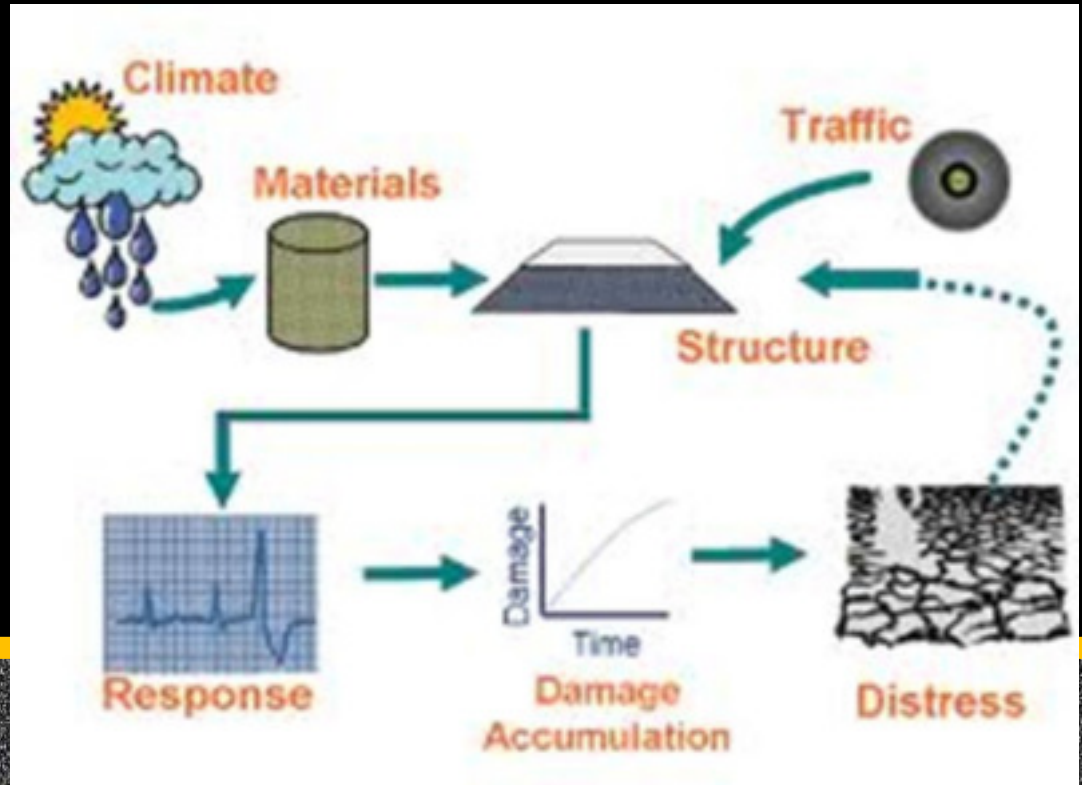 Climate
Traffic
Materials
Structure
Damage
Time
Response
Damage
Accumulation
Distress